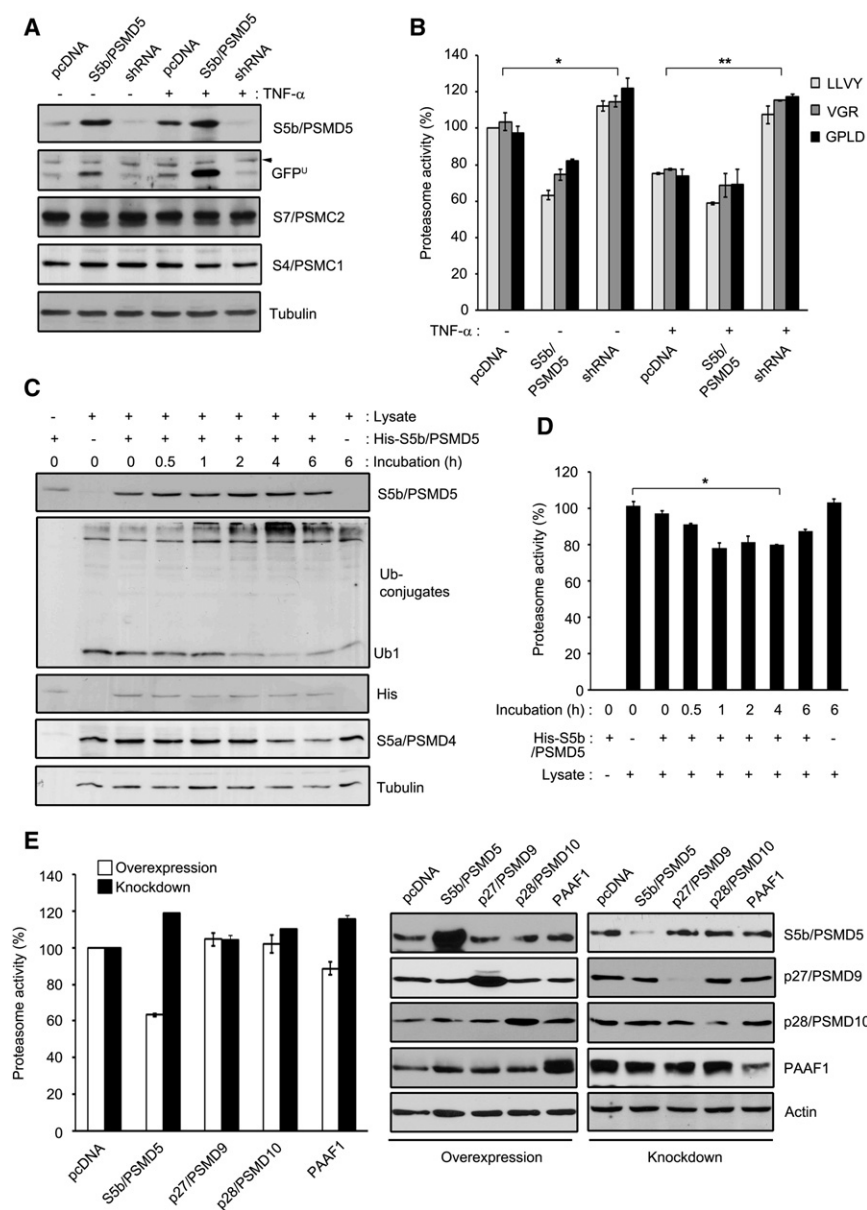 A
pcDNA S5b/PSMD5 shRNA pcDNA S5b/PSMD5 shRNA
- - - + + + : TNF-α
S5b/PSMD5
GFPᵁ
S7/PSMC2
S4/PSMC1
Tubulin
B
Proteasome activity (%)
140
120
100
80
60
40
20
0
* **
LLVY
VGR
GPLD
TNF-α : - - - + + +
pcDNA S5b/PSMD5 shRNA pcDNA S5b/PSMD5 shRNA
C
- + + + + + + + + : Lysate
+ - + + + + + + - : His-S5b/PSMD5
0 0 0 0.5 1 2 4 6 6 : Incubation (h)
S5b/PSMD5
Ub-conjugates
Ub1
His
S5a/PSMD4
Tubulin
D
Proteasome activity (%)
120
100
80
60
40
20
0
*
Incubation (h) : 0 0 0 0.5 1 2 4 6 6
His-S5b/PSMD5 : + - + + + + + + -
Lysate : - + + + + + + + +
E
Proteasome activity (%)
140
120
100
80
60
40
20
0
Overexpression
Knockdown
pcDNA S5b/PSMD5 p27/PSMD9 p28/PSMD10 PAAF1
pcDNA S5b/PSMD5 p27/PSMD9 p28/PSMD10 PAAF1
pcDNA S5b/PSMD5 p27/PSMD9 p28/PSMD10 PAAF1
S5b/PSMD5
p27/PSMD9
p28/PSMD10
PAAF1
Actin
Overexpression Knockdown